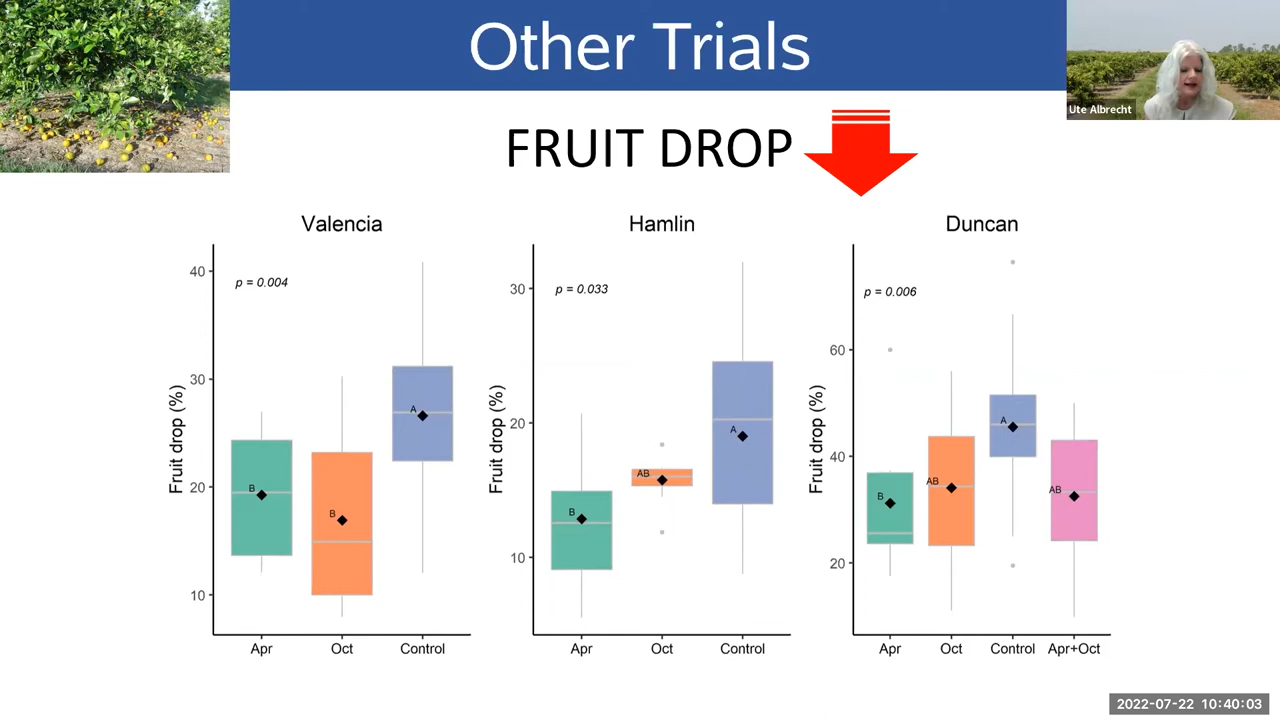 Other Trials
Ute Albrecht
FRUIT DROP
Valencia
Hamlin
Duncan
Fruit drop (%)
40
30
20
10
p = 0.004
B
B
A
Apr
Oct
Control
Fruit drop (%)
30
20
10
p = 0.033
B
AB
A
Apr
Oct
Control
Fruit drop (%)
60
40
20
p = 0.006
B
AB
A
AB
Apr
Oct
Control
Apr+Oct
2022-07-22 10:40:03